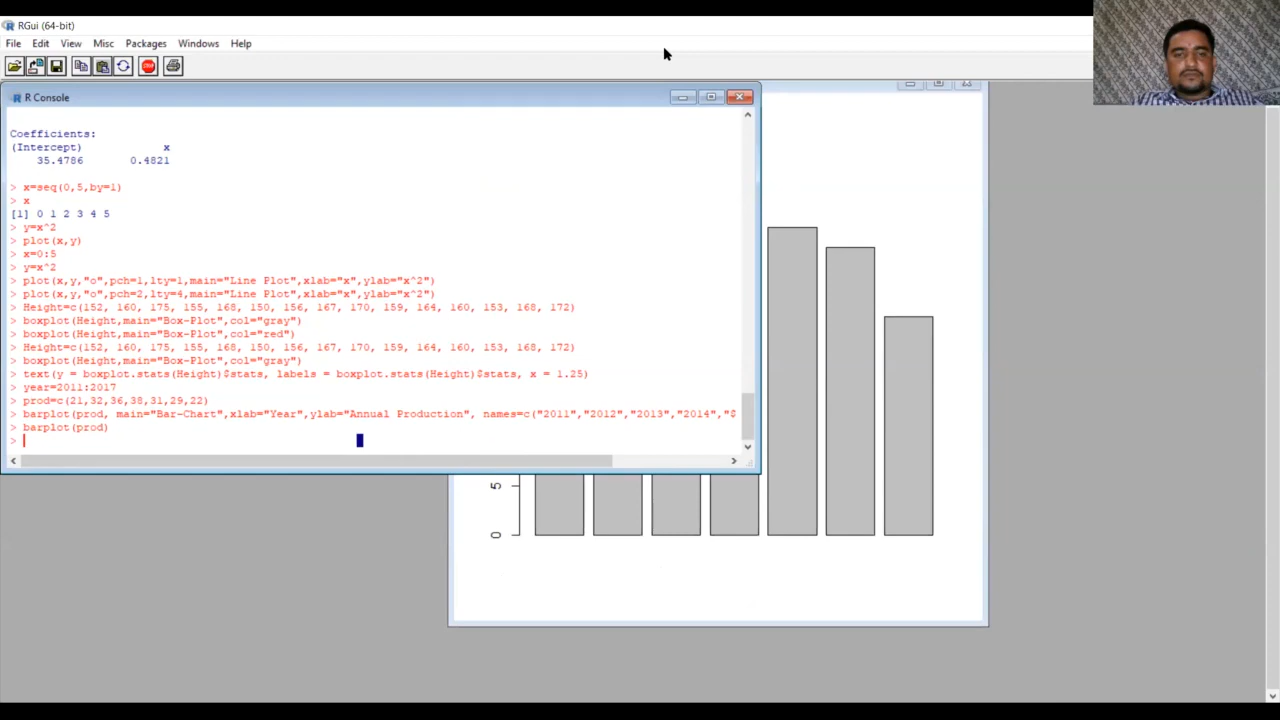 RGui (64-bit)
File Edit View Misc Packages Windows Help
STOP
R Console
Coefficients:
(Intercept) x
35.4786 0.4821
> x=seq(0,5,by=1)
> x
[1] 0 1 2 3 4 5
> y=x^2
> plot(x,y)
> x=0:5
> y=x^2
> plot(x,y,"o",pch=1,lty=1,main="Line Plot",xlab="x",ylab="x^2")
> plot(x,y,"o",pch=2,lty=4,main="Line Plot",xlab="x",ylab="x^2")
> Height=c(152, 160, 175, 155, 168, 150, 156, 167, 170, 159, 164, 160, 153, 168, 172)
> boxplot(Height,main="Box-Plot",col="gray")
> boxplot(Height,main="Box-Plot",col="red")
> Height=c(152, 160, 175, 155, 168, 150, 156, 167, 170, 159, 164, 160, 153, 168, 172)
> boxplot(Height,main="Box-Plot",col="gray")
> text(y = boxplot.stats(Height)$stats, labels = boxplot.stats(Height)$stats, x = 1.25)
> year=2011:2017
> prod=c(21,32,36,38,31,29,22)
> barplot(prod, main="Bar-Chart",xlab="Year",ylab="Annual Production", names=c("2011","2012","2013","2014","$
> barplot(prod)
>
5
0